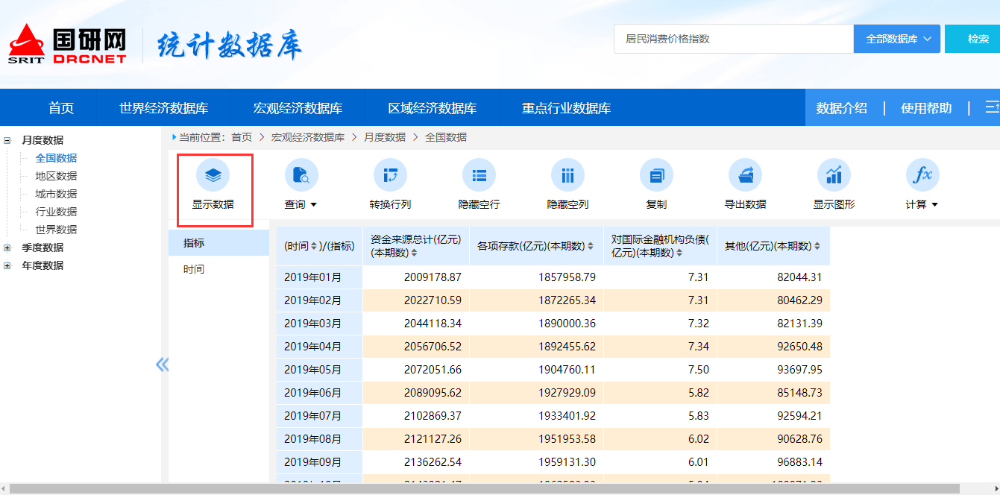 国研网
SRIT DRCNET
统计数据库
居民消费价格指数
全部数据库
检索
首页 世界经济数据库 宏观经济数据库 区域经济数据库 重点行业数据库
数据介绍 | 使用帮助 |
月度数据
全国数据
地区数据
城市数据
行业数据
世界数据
季度数据
年度数据
当前位置: 首页 > 宏观经济数据库 > 月度数据 > 全国数据
显示数据 查询 转换行列 隐藏空行 隐藏空列 复制 导出数据 显示图形 计算
fx
指标
时间
(时间)/(指标) 资金来源总计(亿元)(本期数) 各项存款(亿元)(本期数) 对国际金融机构负债(亿元)(本期数) 其他(亿元)(本期数)
2019年01月 2009178.87 1857958.79 7.31 82044.31
2019年02月 2022710.59 1872265.34 7.31 80462.29
2019年03月 2044118.34 1890000.36 7.32 82131.39
2019年04月 2056706.52 1892455.62 7.34 92650.48
2019年05月 2072051.66 1904760.11 7.50 93697.95
2019年06月 2089095.62 1927929.09 5.82 85148.73
2019年07月 2102869.37 1933401.92 5.83 92594.21
2019年08月 2121127.26 1951953.58 6.02 90628.76
2019年09月 2136262.54 1959131.30 6.01 96883.14